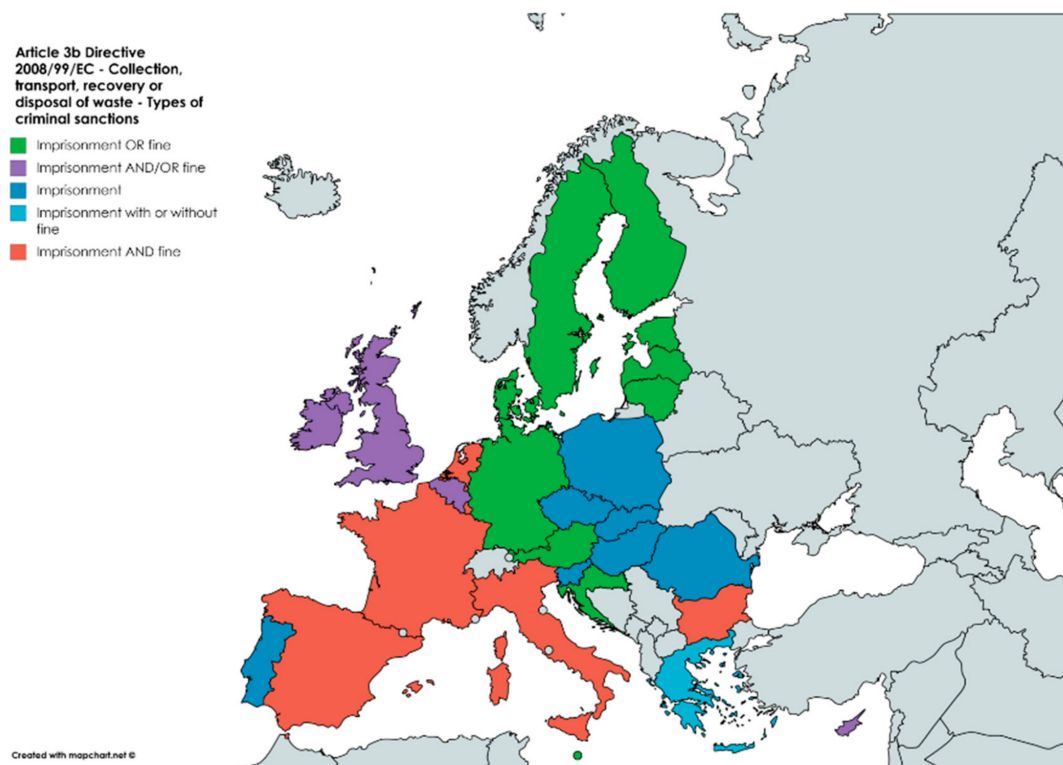 Article 3b Directive
2008/99/EC - Collection,
transport, recovery or
disposal of waste - Types of
criminal sanctions
Imprisonment OR fine
Imprisonment AND/OR fine
Imprisonment
Imprisonment with or without
fine
Imprisonment AND fine
Created with mapchart.net ©